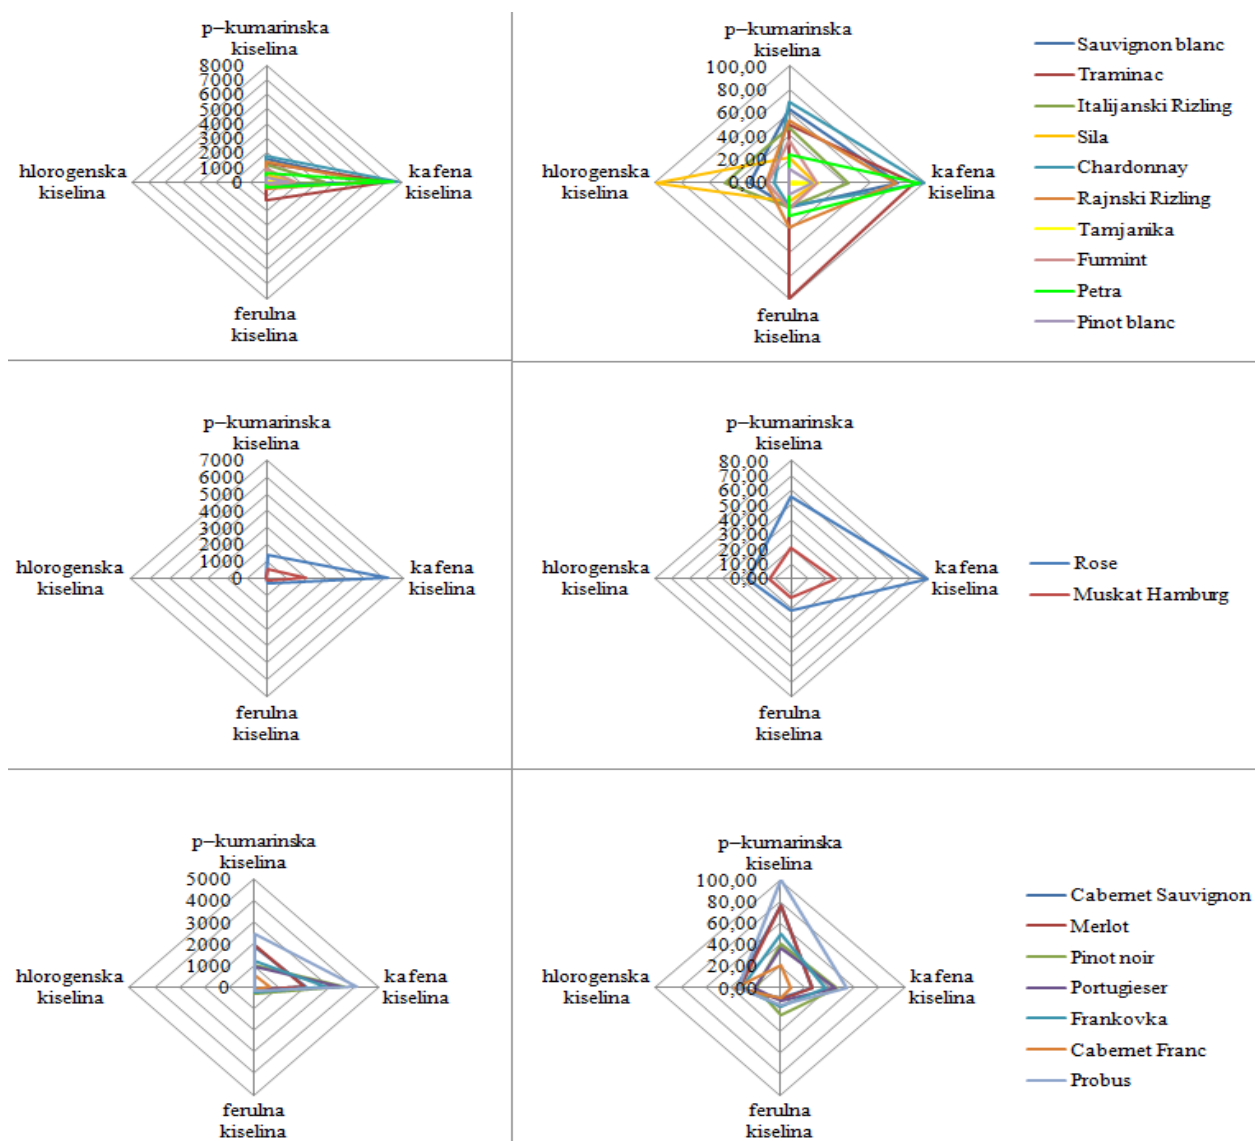 p–kumarinska
kiselina
8000
7000
6000
5000
4000
3000
2000
1000
0
hlorogenska
kiselina
kafena
kiselina
ferulna
kiselina
p–kumarinska
kiselina
100,00
80,00
60,00
40,00
20,00
0,00
hlorogenska
kiselina
kafena
kiselina
ferulna
kiselina
Sauvignon blanc
Traminac
Italijanski Rizling
Sila
Chardonnay
Rajnski Rizling
Tamjanika
Furmint
Petra
Pinot blanc
p–kumarinska
kiselina
7000
6000
5000
4000
3000
2000
1000
0
hlorogenska
kiselina
kafena
kiselina
ferulna
kiselina
p–kumarinska
kiselina
80,00
70,00
60,00
50,00
40,00
30,00
20,00
10,00
0,00
hlorogenska
kiselina
kafena
kiselina
ferulna
kiselina
Rose
Muskat Hamburg
p–kumarinska
kiselina
5000
4000
3000
2000
1000
0
hlorogenska
kiselina
kafena
kiselina
ferulna
kiselina
p–kumarinska
kiselina
100,00
80,00
60,00
40,00
20,00
0,00
hlorogenska
kiselina
kafena
kiselina
ferulna
kiselina
Cabernet Sauvignon
Merlot
Pinot noir
Portugieser
Frankovka
Cabernet Franc
Probus